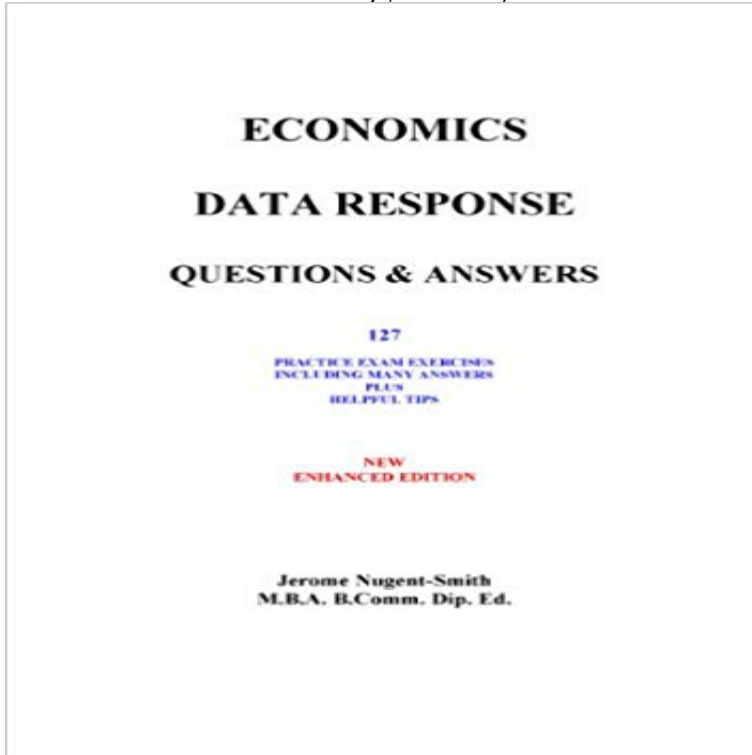 ECONOMICS
DATA RESPONSE
QUESTIONS & ANSWERS
127
PRACTICE EXAM EXERCISES
INCLUDING MANY ANSWERS
PLUS
HELPFUL TIPS
NEW
ENHANCED EDITION
Jerome Nugent-Smith
M.B.A. B.Comm. Dip. Ed.